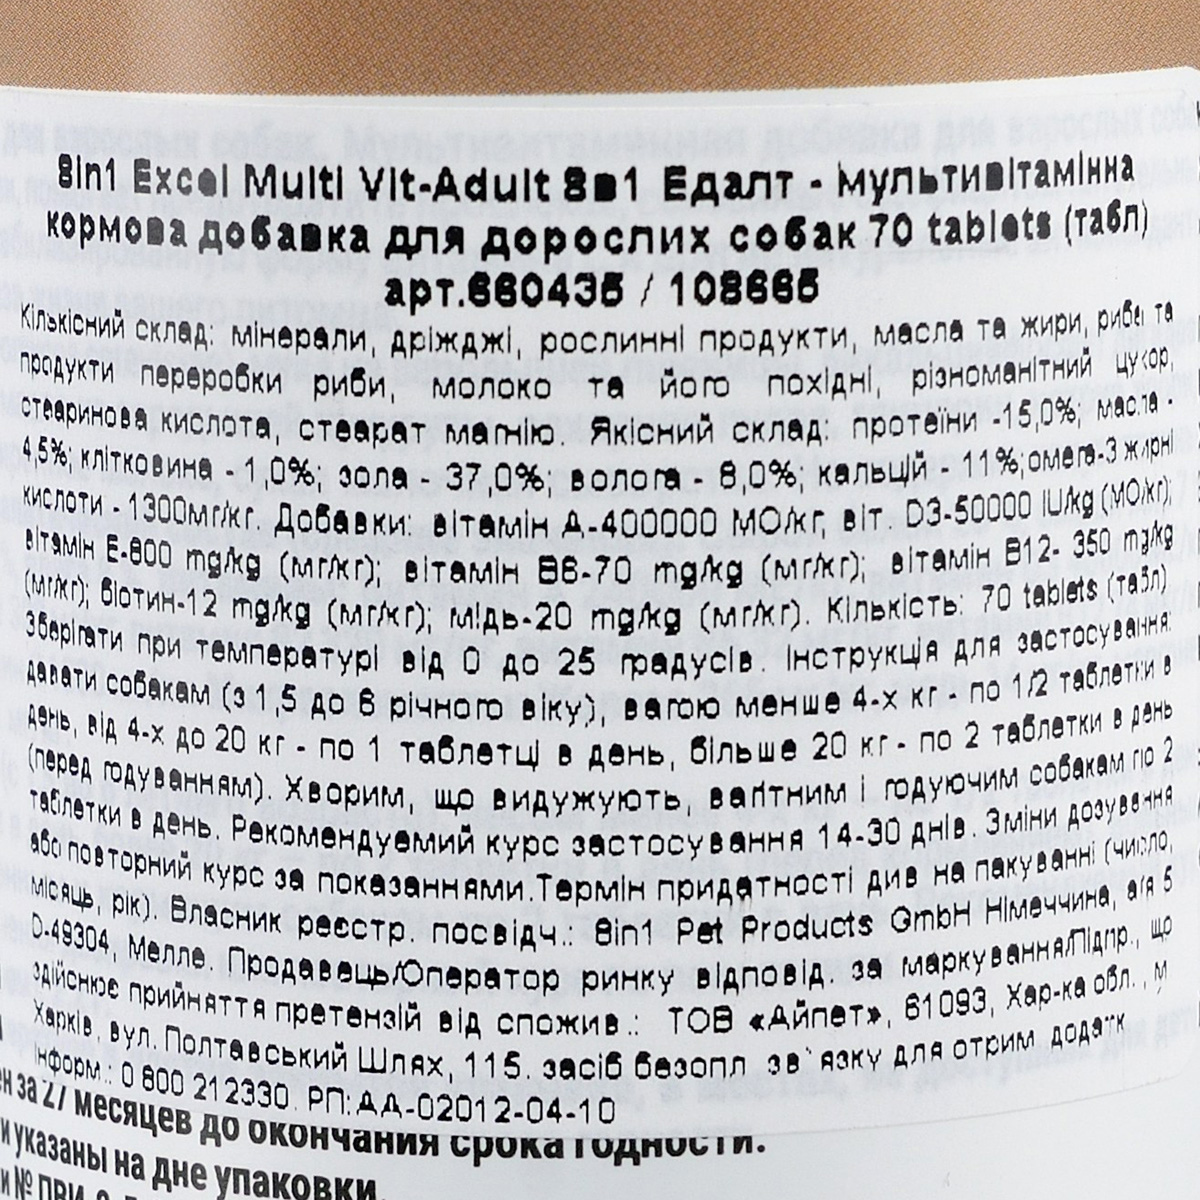 8in1 Excel Multi Vit-Adult 8в1 Едалт - мультивітамінна
кормова добавка для дорослих собак 70 tablets (табл)
арт.660435 / 108665
Кількісний склад: мінерали, дріжджі, рослинні продукти, масла та жири, риба та
продукти переробки риби, молоко та його похідні, різноманітний цукор,
стеаринова кислота, стеарат магнію. Якісний склад: протеїни -15,0%; масла -
4,5%; клітковина - 1,0%; зола - 37,0%; волога - 8,0%; кальцій - 11%;омега-3 жирні
кислоти - 1300мг/кг. Добавки: вітамін A-400000 МО/кг, віт. D3-50000 IU/kg (МО/кг);
вітамін E-800 mg/kg (мг/кг); вітамін B6-70 mg/kg (мг/кг); вітамін B12- 350 mg/kg
(мг/кг); біотин-12 mg/kg (мг/кг); мідь-20 mg/kg (мг/кг). Кількість: 70 tablets (табл)
Зберігати при температурі від 0 до 25 градусів. Інструкція для застосування:
давати собакам (з 1,5 до 6 річного віку), вагою менше 4-х кг - по 1/2 таблетки в
день, від 4-х до 20 кг - по 1 таблетці в день, більше 20 кг - по 2 таблетки в день
(перед годуванням). Хворим, що видужують, вагітним і годуючим собакам по 2
таблетки в день. Рекомендуемий курс застосування 14-30 днів. Зміни дозування
або повторний курс за показаннями.Термін придатності див на пакуванні (число,
місяць, рік). Власник реєстр. посвідч.: 8in1 Pet Products GmbH Німеччина, а/я 5
D-49304, Мелле, Продавець/Оператор ринку відповід. за маркування/Підпр., що
здійснює прийняття претензій від спожив.: ТОВ «Айпет», 61093, Хар-ка обл., м
Харків, вул. Полтавський Шлях, 115. засіб безопл. зв`язку для отрим. додатк
інформ.: 0 800 212330. РП: АД-02012-04-10
ен за 27 месяцев до окончания срока годности.
и указаны на дне упаковки.